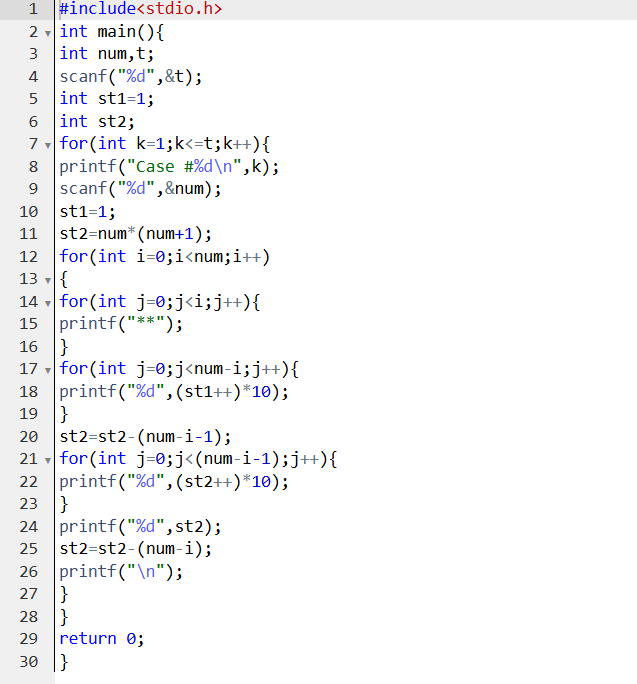 1 #include<stdio.h>
2 int main(){
3 int num,t;
4 scanf("%d",&t);
5 int st1=1;
6 int st2;
7 for(int k=1;k<=t;k++){
8 printf("Case #%d\n",k);
9 scanf("%d",&num);
10 st1=1;
11 st2=num*(num+1);
12 for(int i=0;i<num;i++)
13 {
14 for(int j=0;j<i;j++){
15 printf("**");
16 }
17 for(int j=0;j<num-i;j++){
18 printf("%d",(st1++)*10);
19 }
20 st2=st2-(num-i-1);
21 for(int j=0;j<(num-i-1);j++){
22 printf("%d",(st2++)*10);
23 }
24 printf("%d",st2);
25 st2=st2-(num-i);
26 printf("\n");
27 }
28 }
29 return 0;
30 }